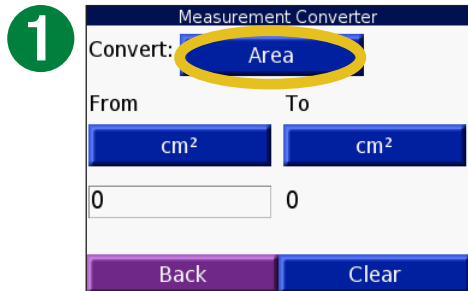 1
Measurement Converter
Convert: Area
From To
cm² cm²
0 0
Back Clear